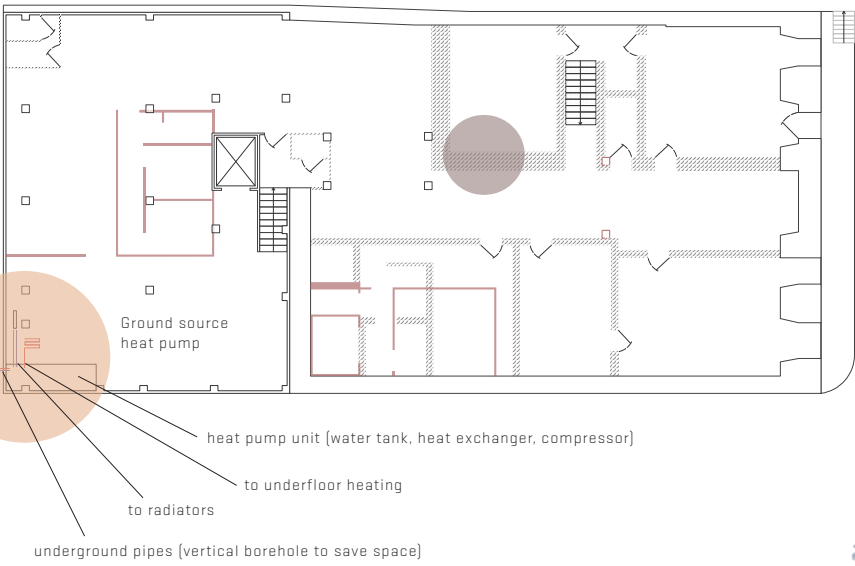 Ground source
heat pump
heat pump unit (water tank, heat exchanger, compressor)
to underfloor heating
to radiators
underground pipes (vertical borehole to save space)